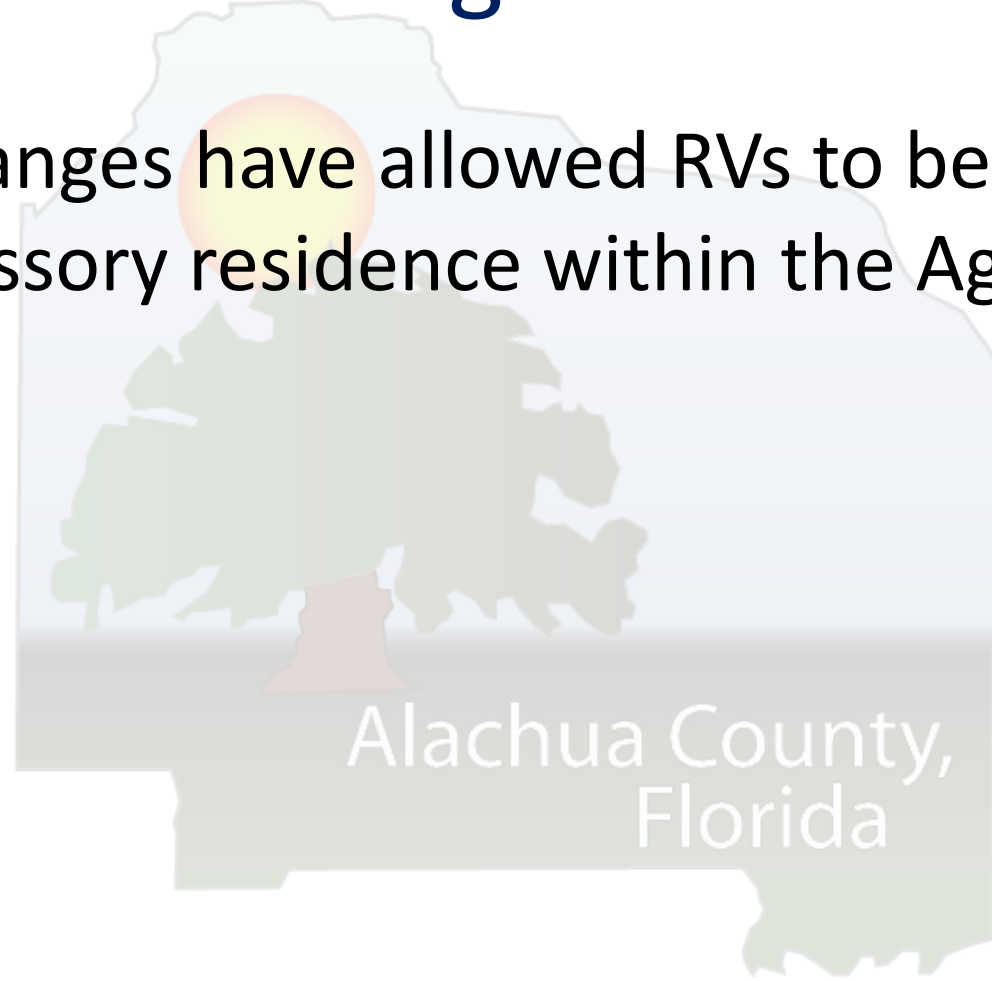 g
anges have allowed RVs to be
ssory residence within the Ag
Alachua County,
Florida